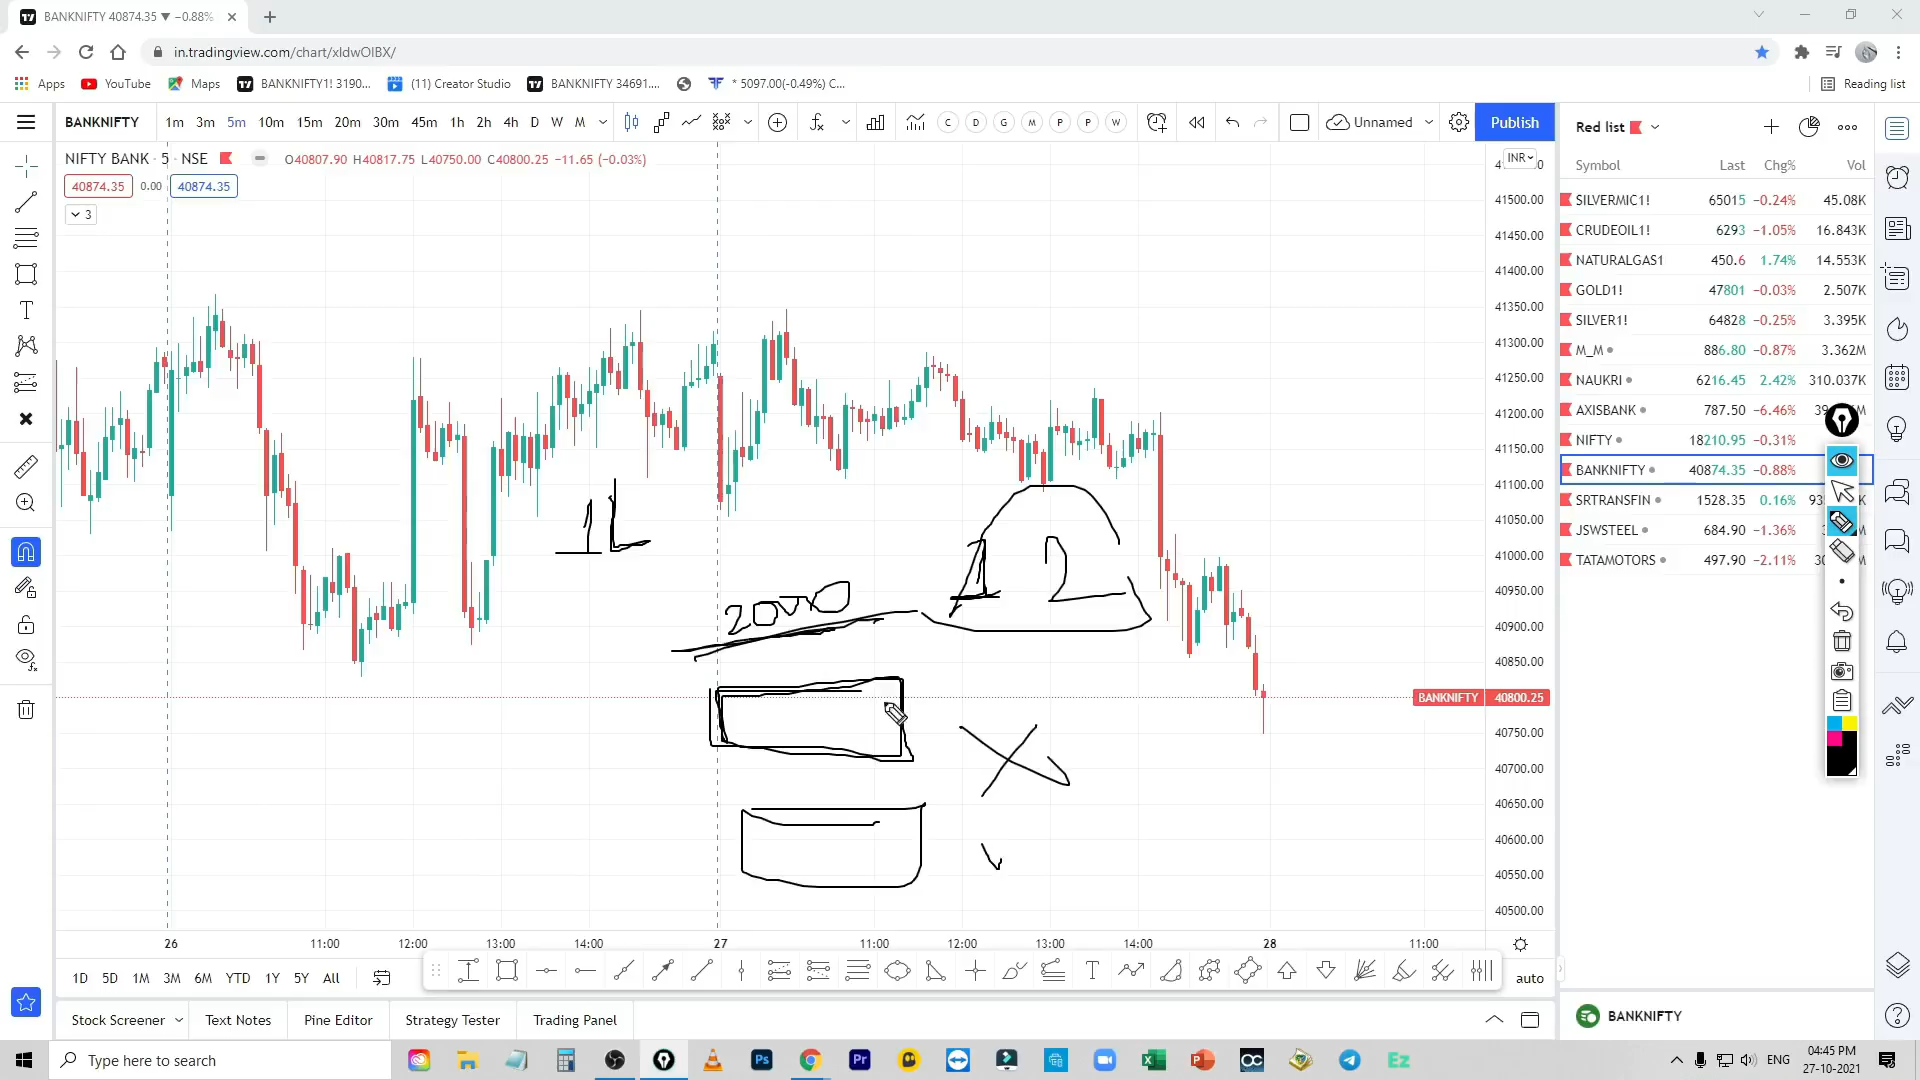 BANKNIFTY 40874.35 ▼ −0.88%
in.tradingview.com/chart/xldwOIBX/
Apps YouTube Maps BANKNIFTY1! 3190... (11) Creator Studio BANKNIFTY 34691.... * 5097.00(-0.49%) C... Reading list
BANKNIFTY 1m 3m 5m 10m 15m 20m 30m 45m 1h 2h 4h D W M C D G M P P W Unnamed Publish
Red list
NIFTY BANK · 5 · NSE O40807.90 H40817.75 L40750.00 C40800.25 −11.65 (−0.03%)
INR
40874.35 0.00 40874.35
3
Symbol Last Chg% Vol
SILVERMIC1! 65015 −0.24% 45.08K
CRUDEOIL1! 6293 −1.05% 16.843K
NATURALGAS1 450.6 1.74% 14.553K
GOLD1! 47801 −0.03% 2.507K
SILVER1! 64828 −0.25% 3.395K
M_M 886.80 −0.87% 3.362M
NAUKRI 6216.45 2.42% 310.037K
AXISBANK 787.50 −6.46%
NIFTY 18210.95 −0.31%
BANKNIFTY 40874.35 −0.88%
SRTRANSFIN 1528.35 0.16%
JSWSTEEL 684.90 −1.36%
TATAMOTORS 497.90 −2.11%
41500.00
41450.00
41400.00
41350.00
41300.00
41250.00
41200.00
41150.00
41100.00
41050.00
41000.00
40950.00
40900.00
40850.00
BANKNIFTY 40800.25
40750.00
40700.00
40650.00
40600.00
40550.00
40500.00
1L
1 2
26 11:00 12:00 13:00 14:00 27 11:00 12:00 13:00 14:00 28 11:00
1D 5D 1M 3M 6M YTD 1Y 5Y All
auto
Stock Screener Text Notes Pine Editor Strategy Tester Trading Panel
BANKNIFTY
Type here to search
Ps Pr Ez
ENG
04:45 PM
27-10-2021